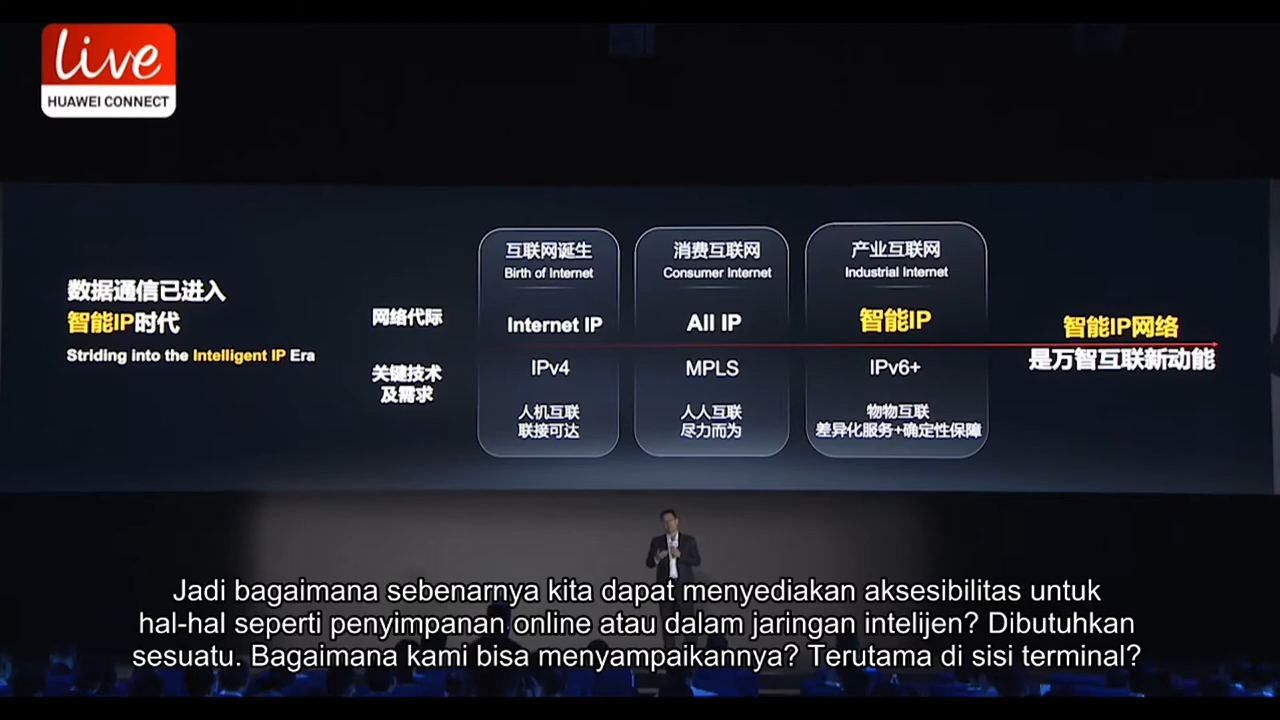 Live
HUAWEI CONNECT
数据通信已进入
智能IP时代
Striding into the Intelligent IP Era
网络代际
关键技术
及需求
互联网诞生
Birth of Internet
Internet IP
IPv4
人机互联
联接可达
消费互联网
Consumer Internet
All IP
MPLS
人人互联
尽力而为
产业互联网
Industrial Internet
智能IP
IPv6+
物物互联
差异化服务+确定性保障
智能IP网络
是万智互联新动能
Jadi bagaimana sebenarnya kita dapat menyediakan aksesibilitas untuk
hal-hal seperti penyimpanan online atau dalam jaringan intelijen? Dibutuhkan
sesuatu. Bagaimana kami bisa menyampaikannya? Terutama di sisi terminal?